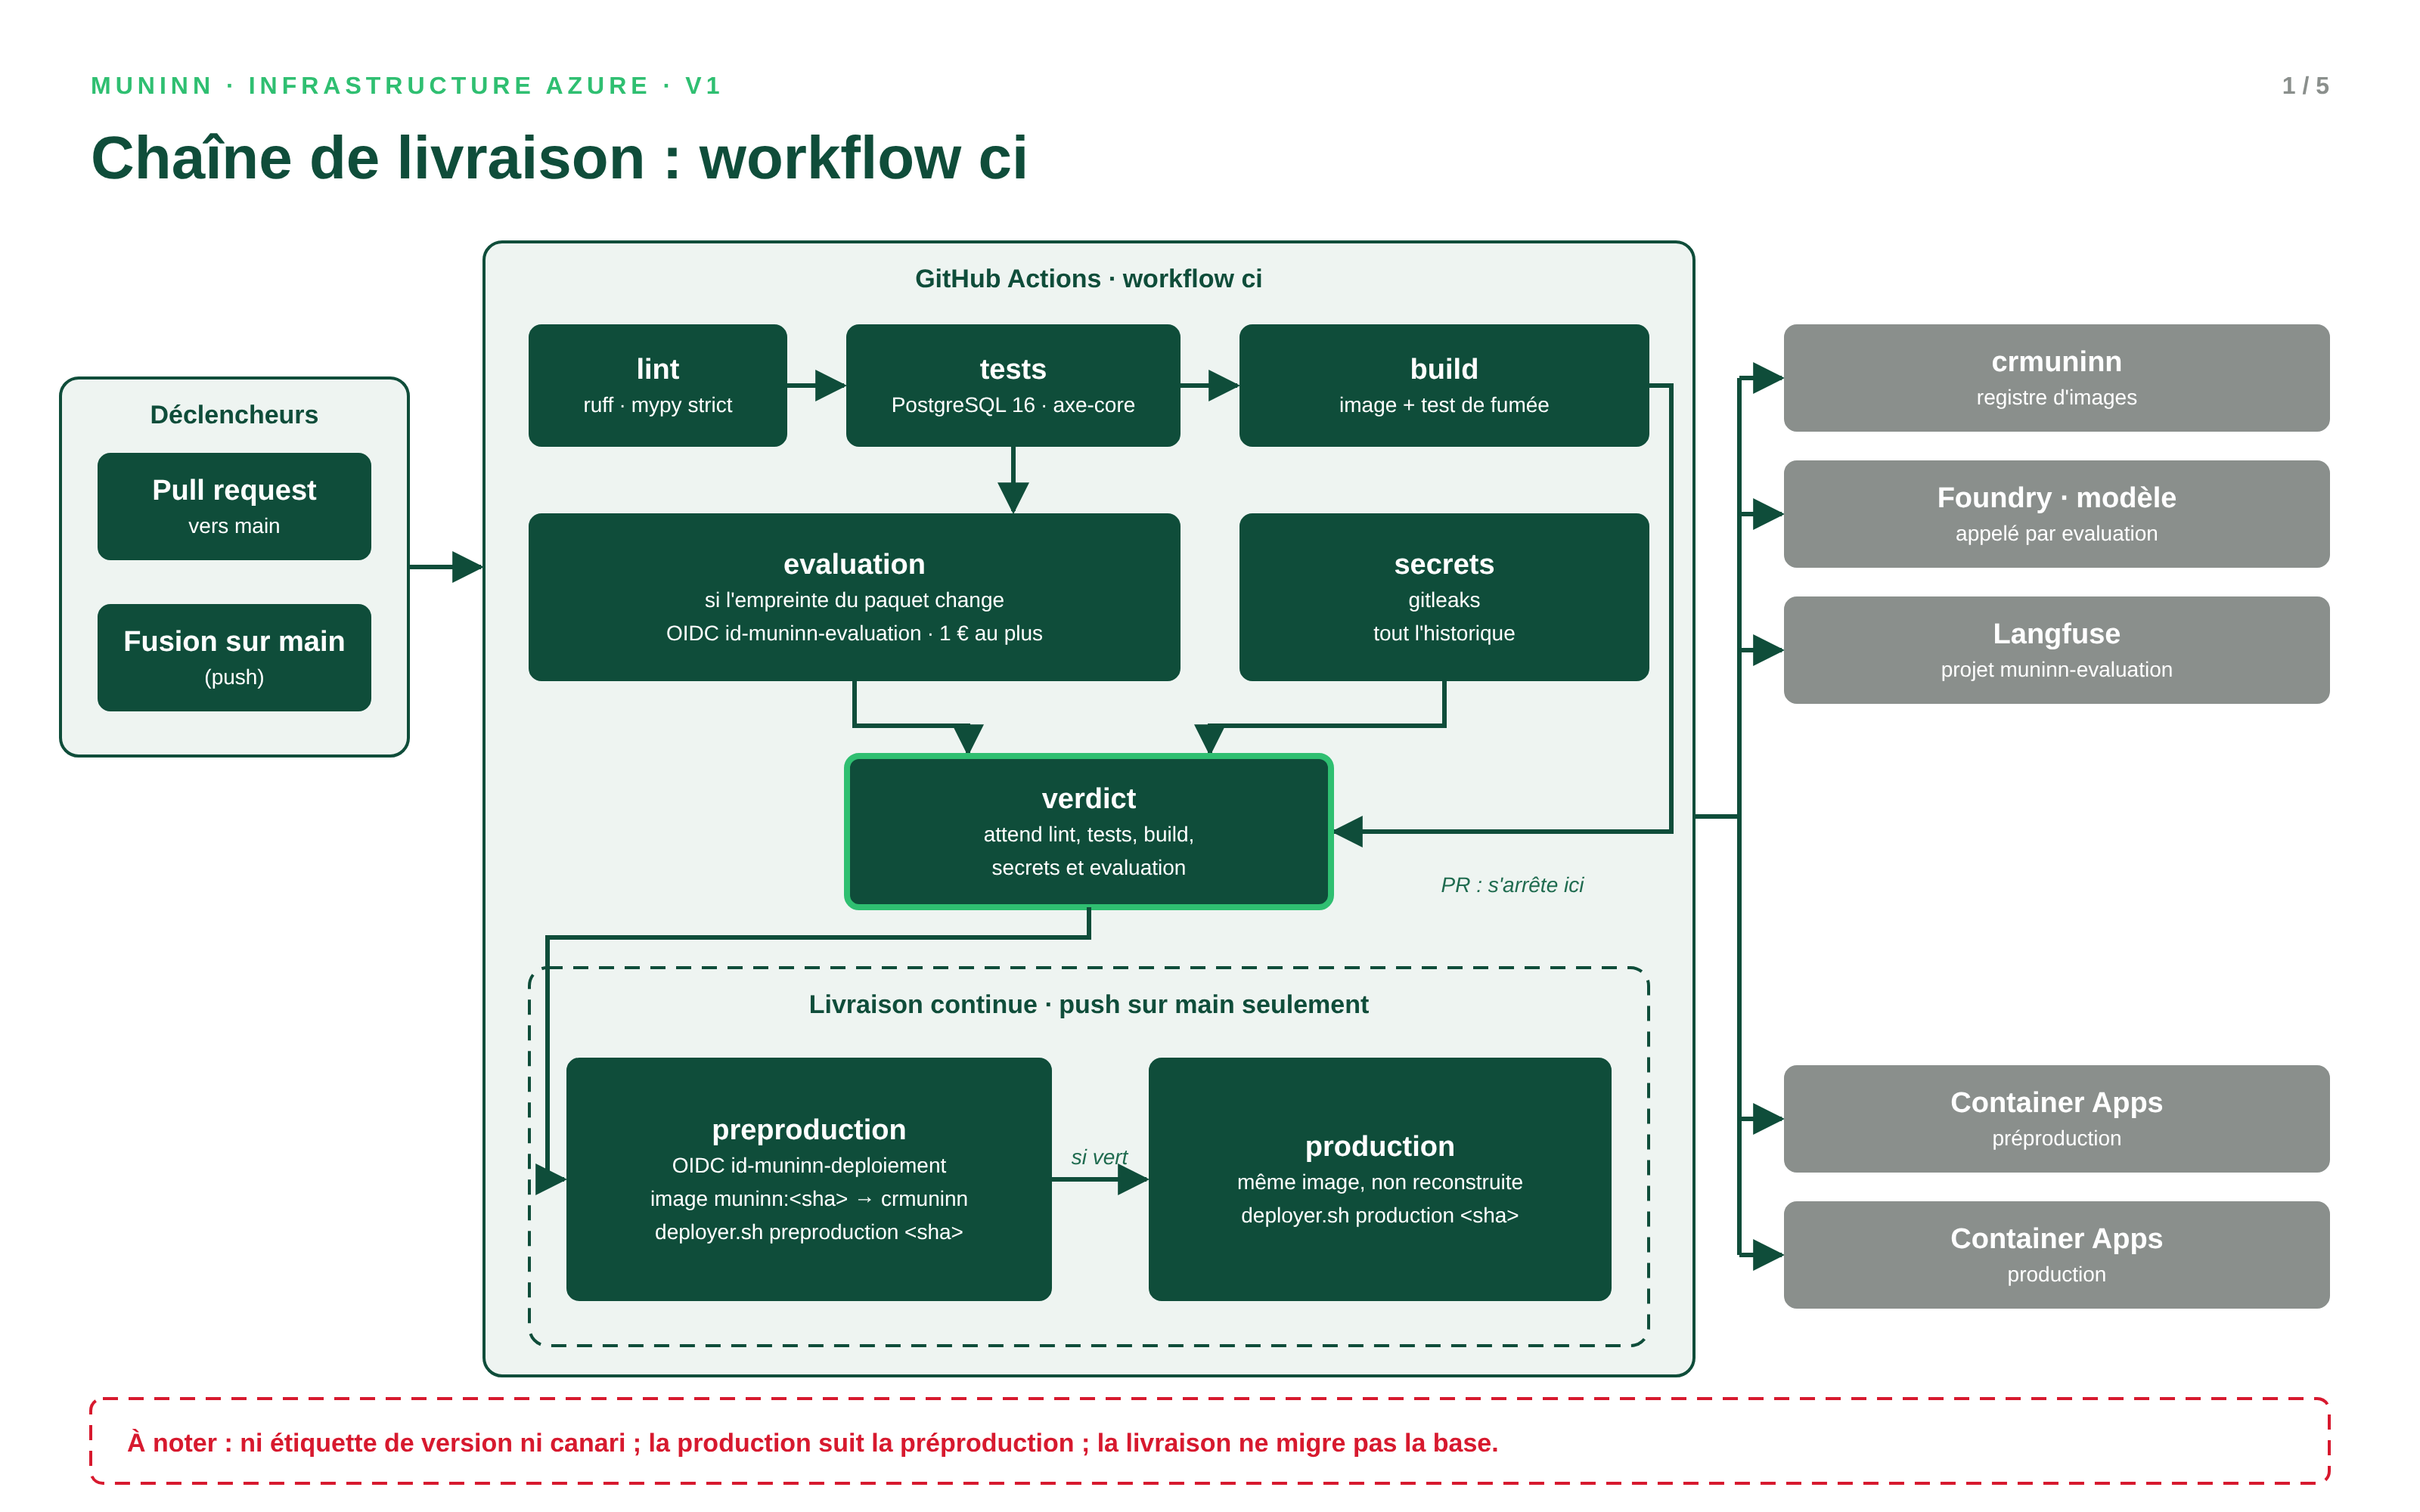 MUNINN · INFRASTRUCTURE AZURE · V1
1 / 5
Chaîne de livraison : workflow ci
Déclencheurs
Pull request
vers main
Fusion sur main
(push)
GitHub Actions · workflow ci
lint
ruff · mypy strict
tests
PostgreSQL 16 · axe-core
build
image + test de fumée
evaluation
si l'empreinte du paquet change
OIDC id-muninn-evaluation · 1 € au plus
secrets
gitleaks
tout l'historique
verdict
attend lint, tests, build,
secrets et evaluation
PR : s'arrête ici
Livraison continue · push sur main seulement
preproduction
OIDC id-muninn-deploiement
image muninn:<sha> → crmuninn
deployer.sh preproduction <sha>
si vert
production
même image, non reconstruite
deployer.sh production <sha>
crmuninn
registre d'images
Foundry · modèle
appelé par evaluation
Langfuse
projet muninn-evaluation
Container Apps
préproduction
Container Apps
production
À noter : ni étiquette de version ni canari ; la production suit la préproduction ; la livraison ne migre pas la base.